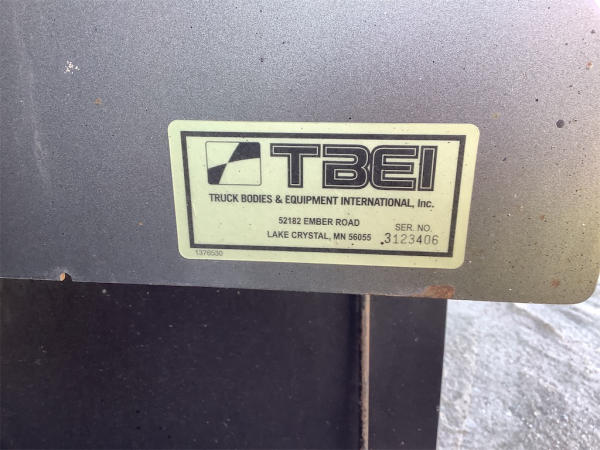 TBEI
TRUCK BODIES & EQUIPMENT INTERNATIONAL, Inc.
52182 EMBER ROAD
LAKE CRYSTAL, MN 56055
SER. NO.
3123406
1376530